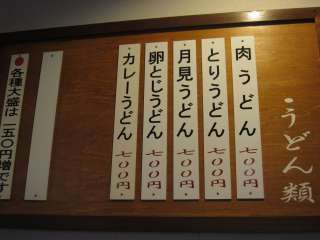 ・うどん類
肉うどん 七〇〇円
とりうどん 七〇〇円
月見うどん 七〇〇円
卵とじうどん 七〇〇円
カレーうどん 七〇〇円
各種大盛は 一五〇円増です